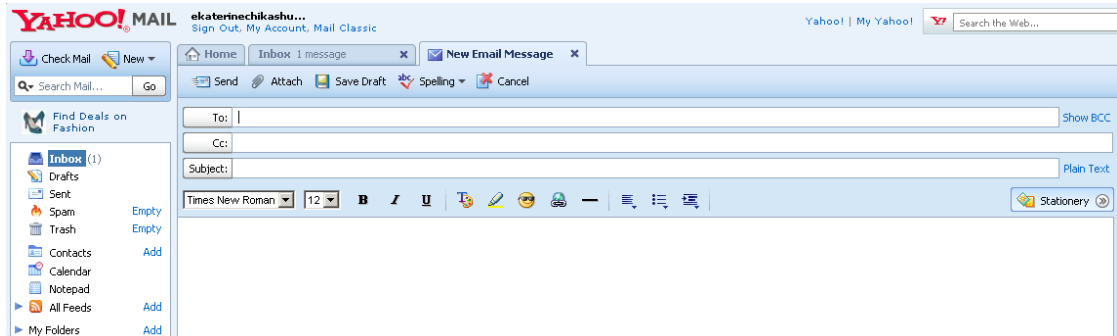 YAHOO! MAIL
ekaterinechikashu...
Sign Out, My Account, Mail Classic
Yahoo! | My Yahoo!
Y!
Search the Web...
Check Mail New
Search Mail... Go
Find Deals on
Fashion
Inbox (1)
Drafts
Sent
Spam Empty
Trash Empty
Contacts Add
Calendar
Notepad
All Feeds Add
My Folders Add
Home Inbox 1 message x New Email Message x
Send Attach Save Draft abc Spelling Cancel
To: Show BCC
Cc:
Subject: Plain Text
Times New Roman 12 B I U T Stationery